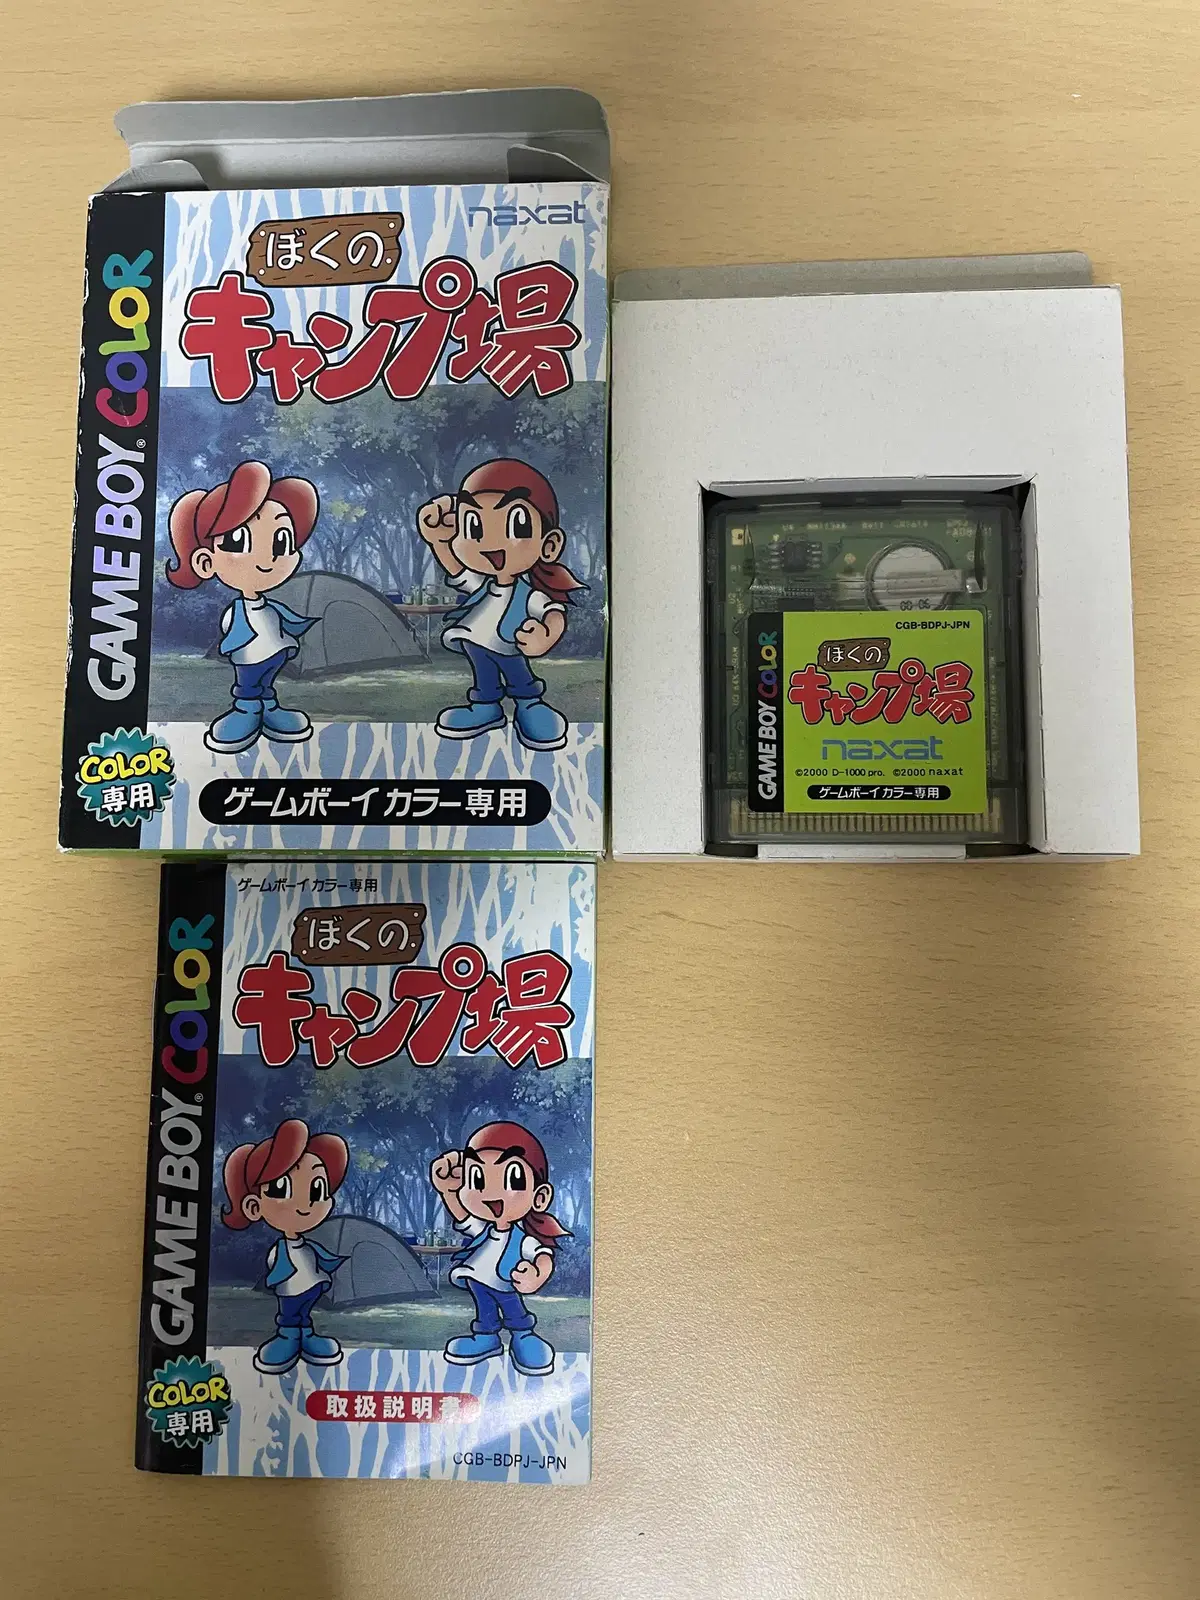 naxat
ぼくの
キャンプ場
GAME BOY COLOR
COLOR
専用
ゲームボーイ カラー専用
CGB-BDPJ-JPN
ぼくの
キャンプ場
GAME BOY COLOR
naxat
©2000 D-1000 pro. ©2000 naxat
ゲームボーイ カラー専用
ゲームボーイ カラー専用
ぼくの
キャンプ場
GAME BOY® COLOR
COLOR
専用
取扱説明書
CGB-BDPJ-JPN